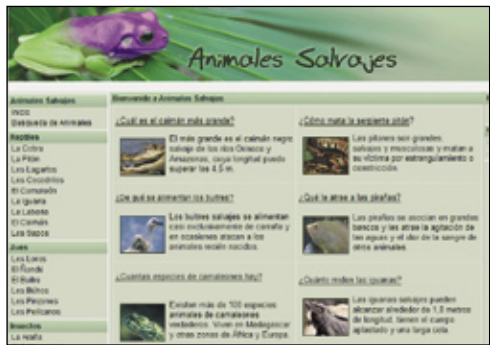 Animales Salvajes
Animales Salvajes
Inicio
Búsqueda de Animales
Reptiles
La Cobra
La Pitón
Los Lagartos
Los Cocodrilos
El Camaleón
La Iguana
El Caimán
Los Sapos
Aves
Los Loros
El Ñandú
El Buitre
Los Búhos
Los Pinzones
Los Pelícanos
Insectos
La Araña
Bienvenido a Animales Salvajes
¿Cuál es el caimán más grande?
El más grande es el caimán negro
salvaje de los ríos Orinoco y
Amazonas, cuya longitud puede
superar los 4,5 m.
¿Cómo mata la serpiente pitón?
Las pitones son grandes,
salvajes y musculosas y matan a
su víctima por estrangulamiento o
constricción.
¿De qué se alimentan los buitres?
Los buitres salvajes se alimentan
casi exclusivamente de carroña y
en ocasiones atacan a los
animales recién nacidos.
¿Qué le atrae a las pirañas?
Las pirañas se asocian en grandes
bancos y les atrae la agitación de
las aguas y el olor de la sangre de
otros animales.
¿Cuantas especies de camaleones hay?
Existen más de 100 especies
animales de camaleones
verdaderos. Viven en Madagascar
y otras zonas de África y Europa.
¿Cuánto miden las iguanas?
Las iguanas salvajes pueden
alcanzar alrededor de 1,8 metros
de longitud, tienen el cuerpo
aplastado y una larga cola.